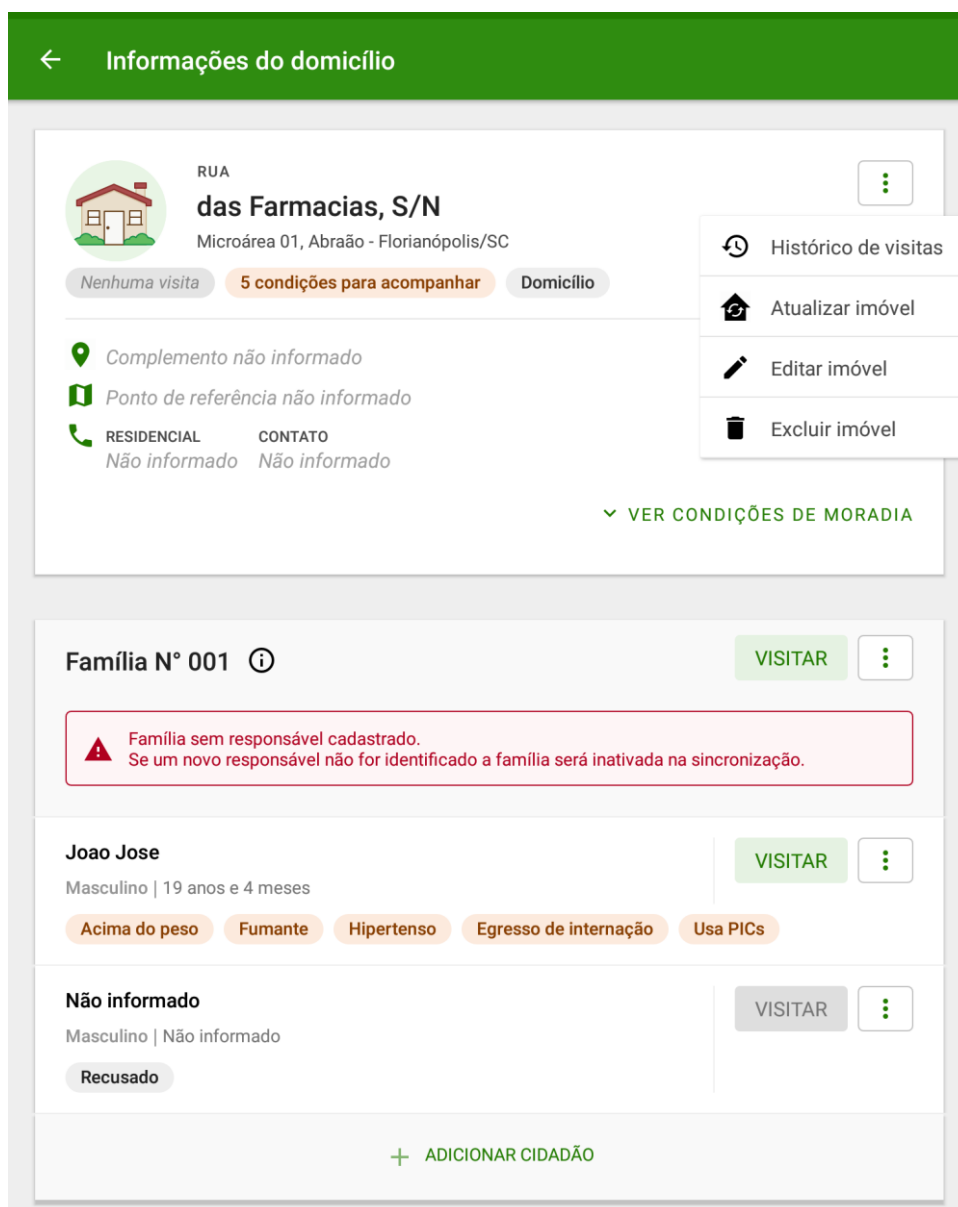 Informações do domicílio
RUA
das Farmacias, S/N
Microárea 01, Abraão - Florianópolis/SC
Nenhuma visita 5 condições para acompanhar Domicílio
Histórico de visitas
Atualizar imóvel
Editar imóvel
Excluir imóvel
Complemento não informado
Ponto de referência não informado
RESIDENCIAL CONTATO
Não informado Não informado
VER CONDIÇÕES DE MORADIA
Família N° 001 VISITAR
Família sem responsável cadastrado.
Se um novo responsável não for identificado a família será inativada na sincronização.
Joao Jose VISITAR
Masculino | 19 anos e 4 meses
Acima do peso Fumante Hipertenso Egresso de internação Usa PICs
Não informado VISITAR
Masculino | Não informado
Recusado
+ ADICIONAR CIDADÃO